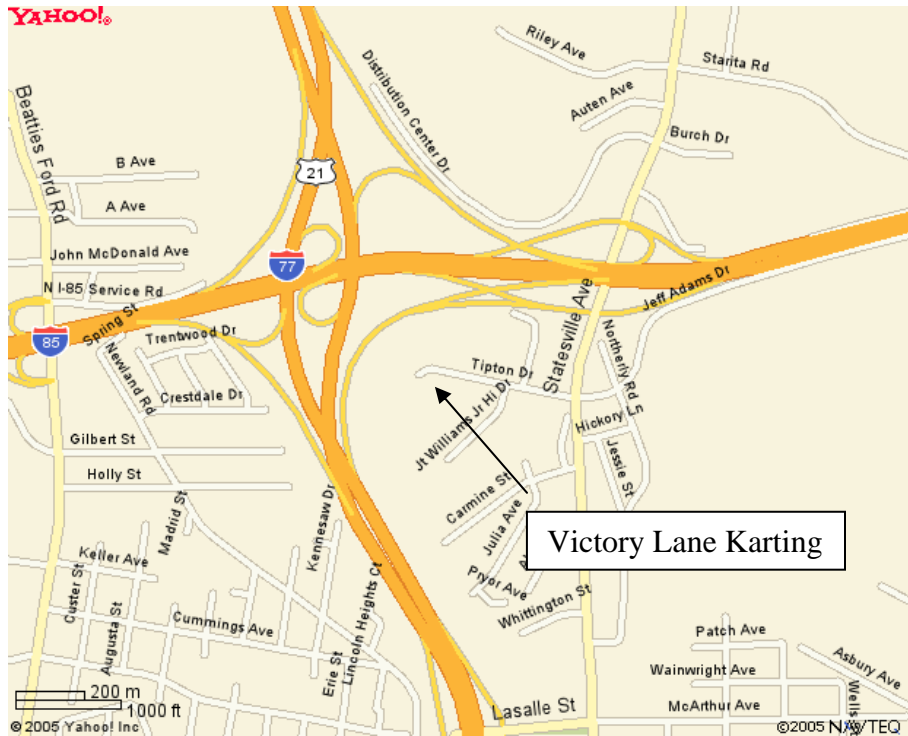 YAHOO!®
Riley Ave
Starita Rd
Distribution Center Dr
Auten Ave
Beatties Ford Rd
Burch Dr
B Ave
21
A Ave
John McDonald Ave
77
N I-85 Service Rd
Jeff Adams Dr
Spring St
85
Trentwood Dr
Newland Rd
Statesville Ave
Northerly Rd
Tipton Dr
Crestdale Dr
Jt Williams Jr Hi Dr
Hickory Ln
Gilbert St
Jessie St
Holly St
Carmine St
Madrid St
Kennesaw Dr
Julia Ave
Victory Lane Karting
Keller Ave
Pryor Ave
Custer St
Augusta St
Cummings Ave
Lincoln Heights Ct
Erie St
Whittington St
Patch Ave
Asbury Ave
Wainwright Ave
Wells
200 m
1000 ft
Lasalle St
McArthur Ave
© 2005 Yahoo! Inc
©2005 NAVTEQ